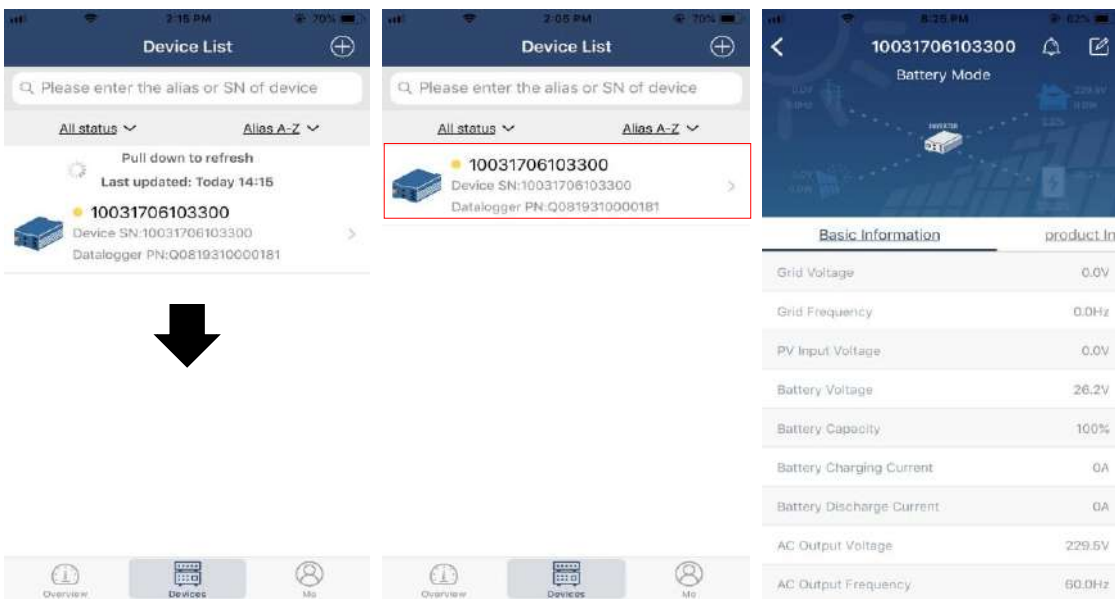 2:15 PM
70%
Device List
Please enter the alias or SN of device
All status
Alias A-Z
Pull down to refresh
Last updated: Today 14:15
10031706103300
Device SN:10031706103300
Datalogger PN:Q0819310000181
Overview
Devices
Me
2:05 PM
70%
Device List
Please enter the alias or SN of device
All status
Alias A-Z
10031706103300
Device SN:10031706103300
Datalogger PN:Q0819310000181
Overview
Devices
Me
8:25 PM
62%
10031706103300
Battery Mode
INVERTER
Basic Information
product In
Grid Voltage 0.0V
Grid Frequency 0.0Hz
PV Input Voltage 0.0V
Battery Voltage 26.2V
Battery Capacity 100%
Battery Charging Current 0A
Battery Discharge Current 0A
AC Output Voltage 229.5V
AC Output Frequency 60.0Hz